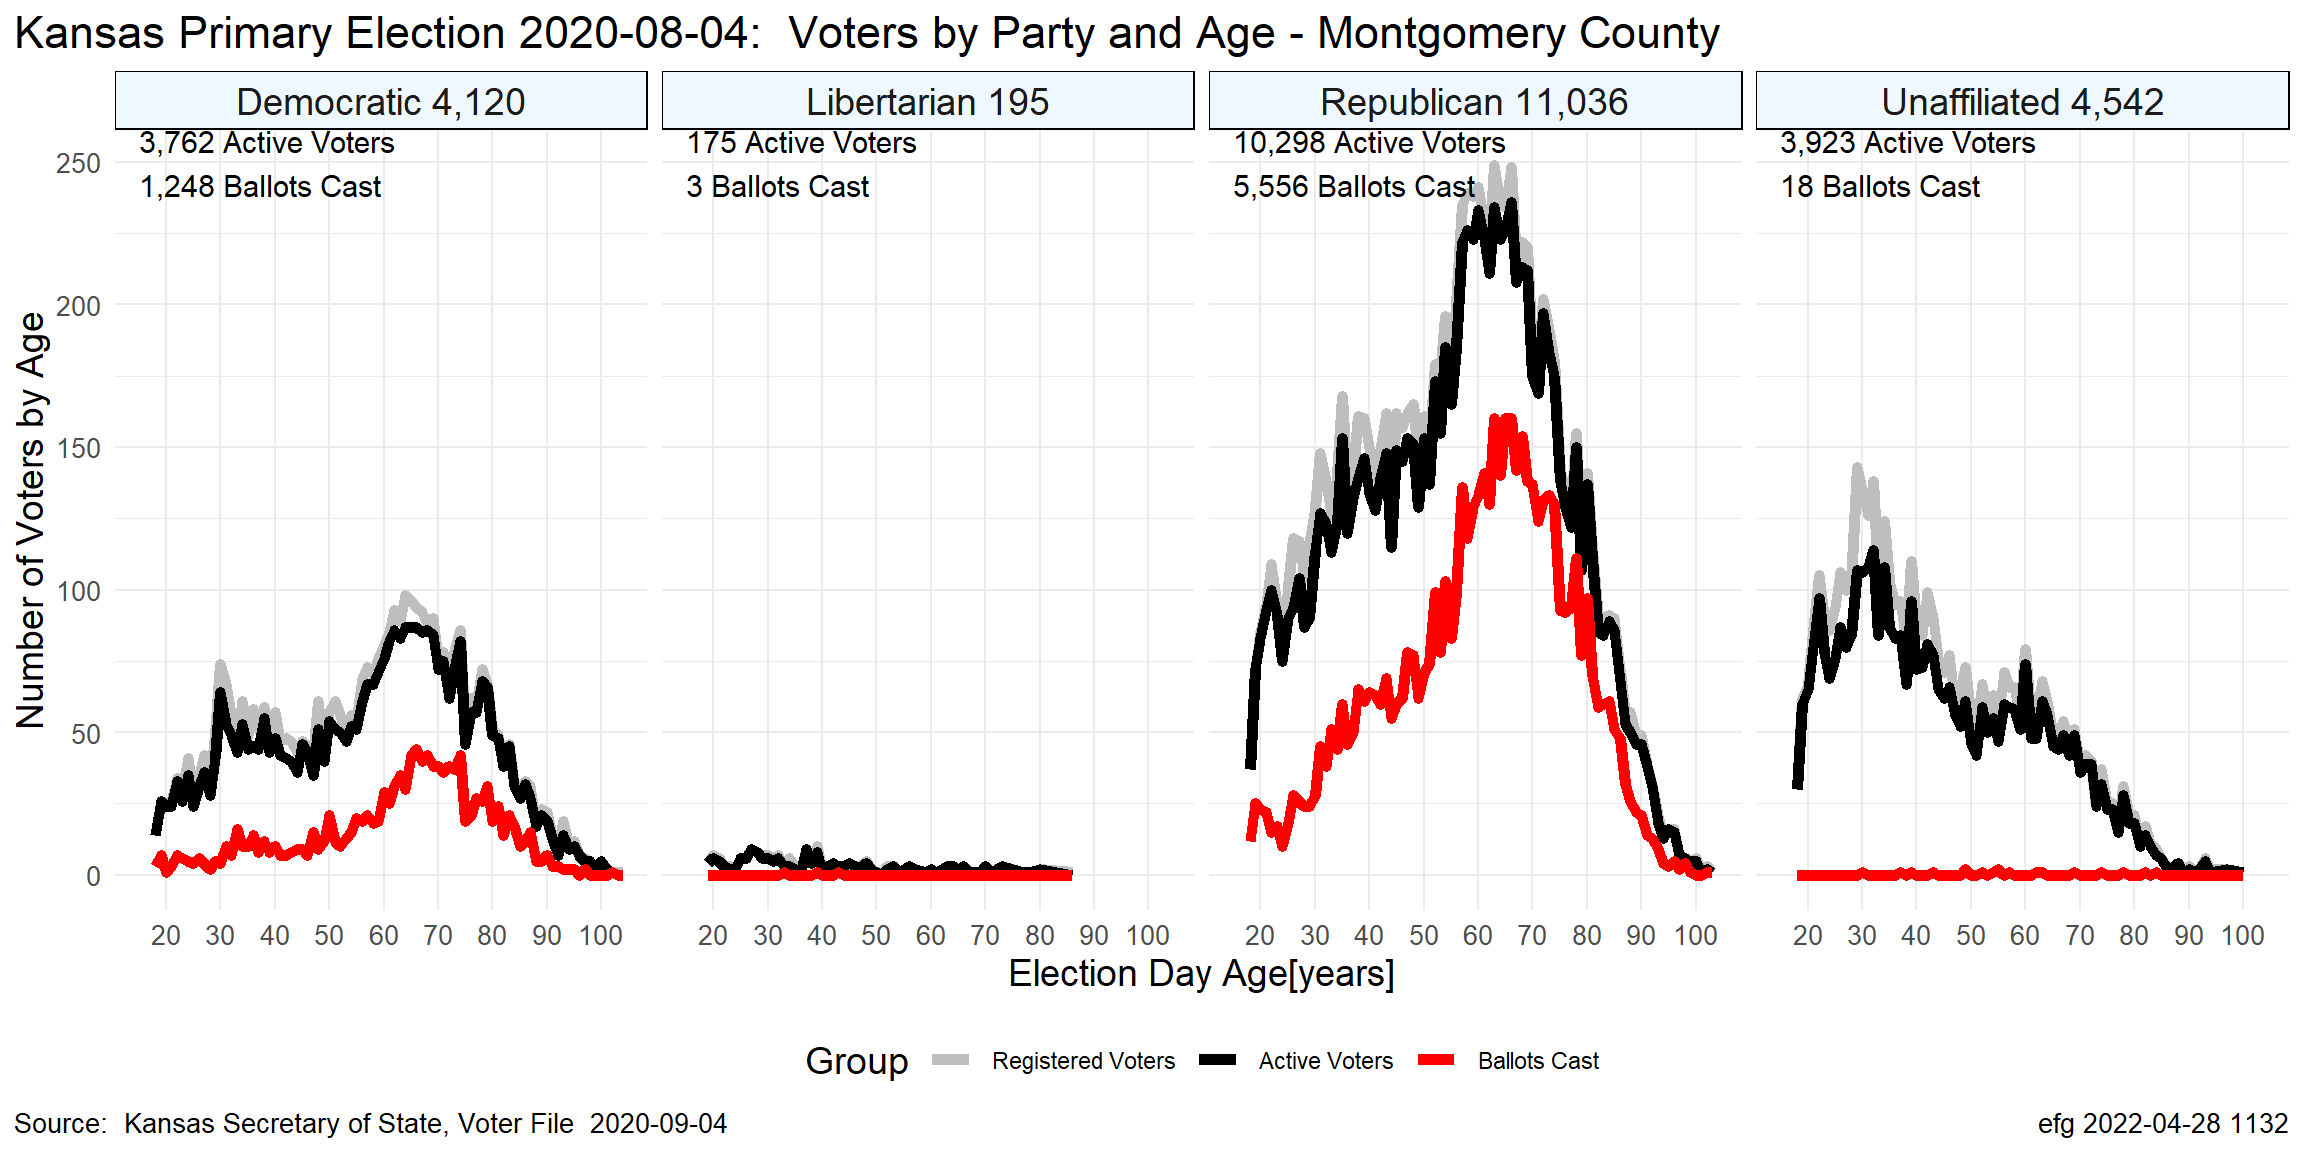 Kansas Primary Election 2020-08-04:  Voters by Party and Age - Montgomery County
Democratic 4,120
Libertarian 195
Republican 11,036
Unaffiliated 4,542
3,762 Active Voters
1,248 Ballots Cast
175 Active Voters
3 Ballots Cast
10,298 Active Voters
5,556 Ballots Cast
3,923 Active Voters
18 Ballots Cast
Number of Voters by Age
250
200
150
100
50
0
20 30 40 50 60 70 80 90 100
20 30 40 50 60 70 80 90 100
20 30 40 50 60 70 80 90 100
20 30 40 50 60 70 80 90 100
Election Day Age[years]
Group Registered Voters Active Voters Ballots Cast
Source:  Kansas Secretary of State, Voter File  2020-09-04
efg 2022-04-28 1132